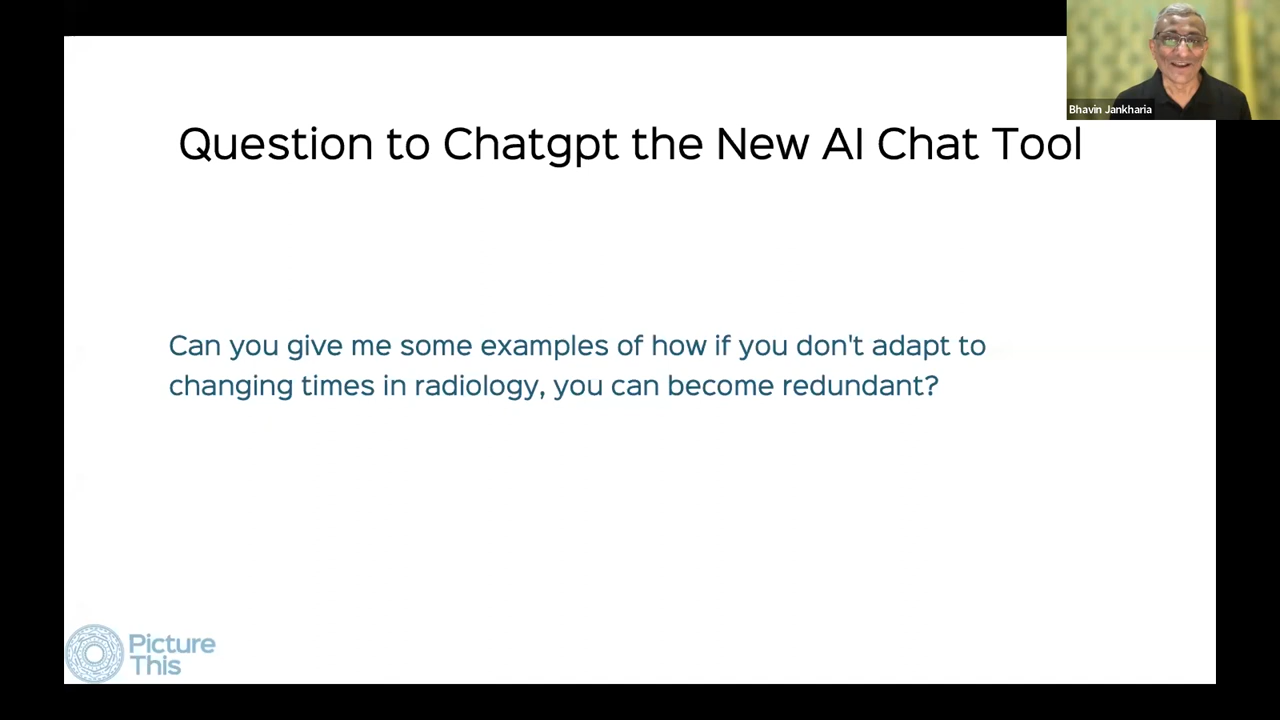 Bhavin Jankharia
Question to Chatgpt the New AI Chat Tool
Can you give me some examples of how if you don't adapt to
changing times in radiology, you can become redundant?
Picture
This